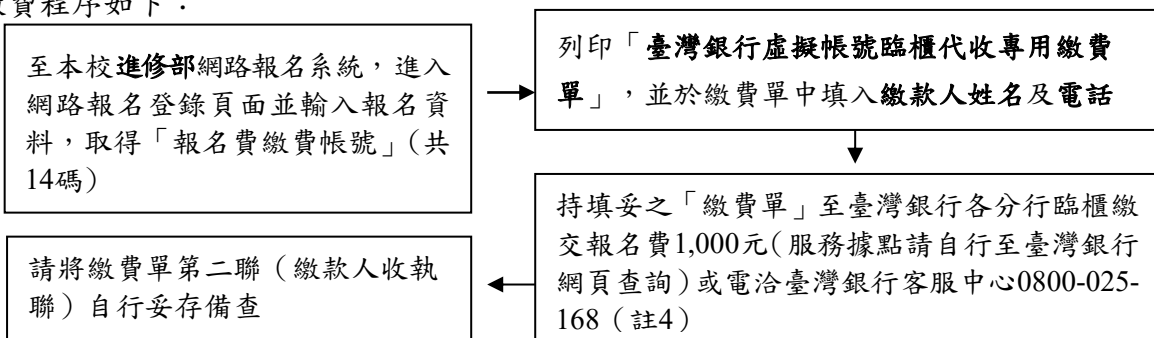 繳費程序如下：
至本校進修部網路報名系統，進入
網路報名登錄頁面並輸入報名資
料，取得「報名費繳費帳號」（共
14碼）
列印「臺灣銀行虛擬帳號臨櫃代收專用繳費
單」，並於繳費單中填入繳款人姓名及電話
持填妥之「繳費單」至臺灣銀行各分行臨櫃繳
交報名費1,000元（服務據點請自行至臺灣銀行
網頁查詢）或電洽臺灣銀行客服中心0800-025-
168（註4）
請將繳費單第二聯（繳款人收執
聯）自行妥存備查